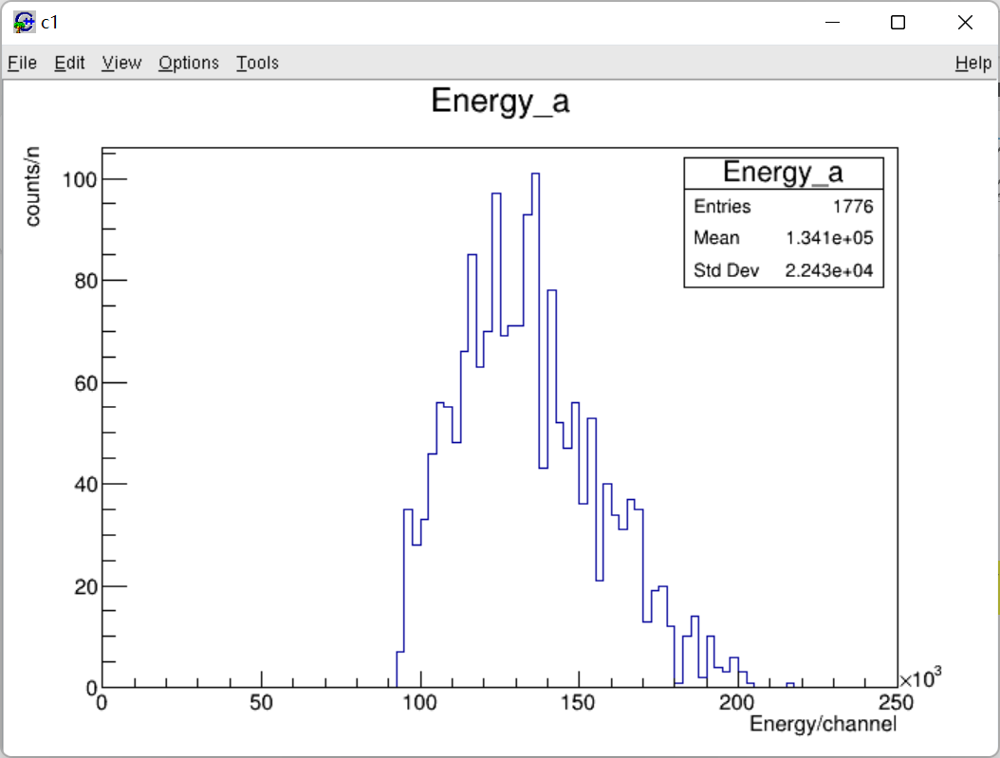 c1
File Edit View Options Tools Help
Energy_a
counts/n
100
80
60
40
20
0
Energy_a
Entries 1776
Mean 1.341e+05
Std Dev 2.243e+04
0 50 100 150 200 250
×10³
Energy/channel